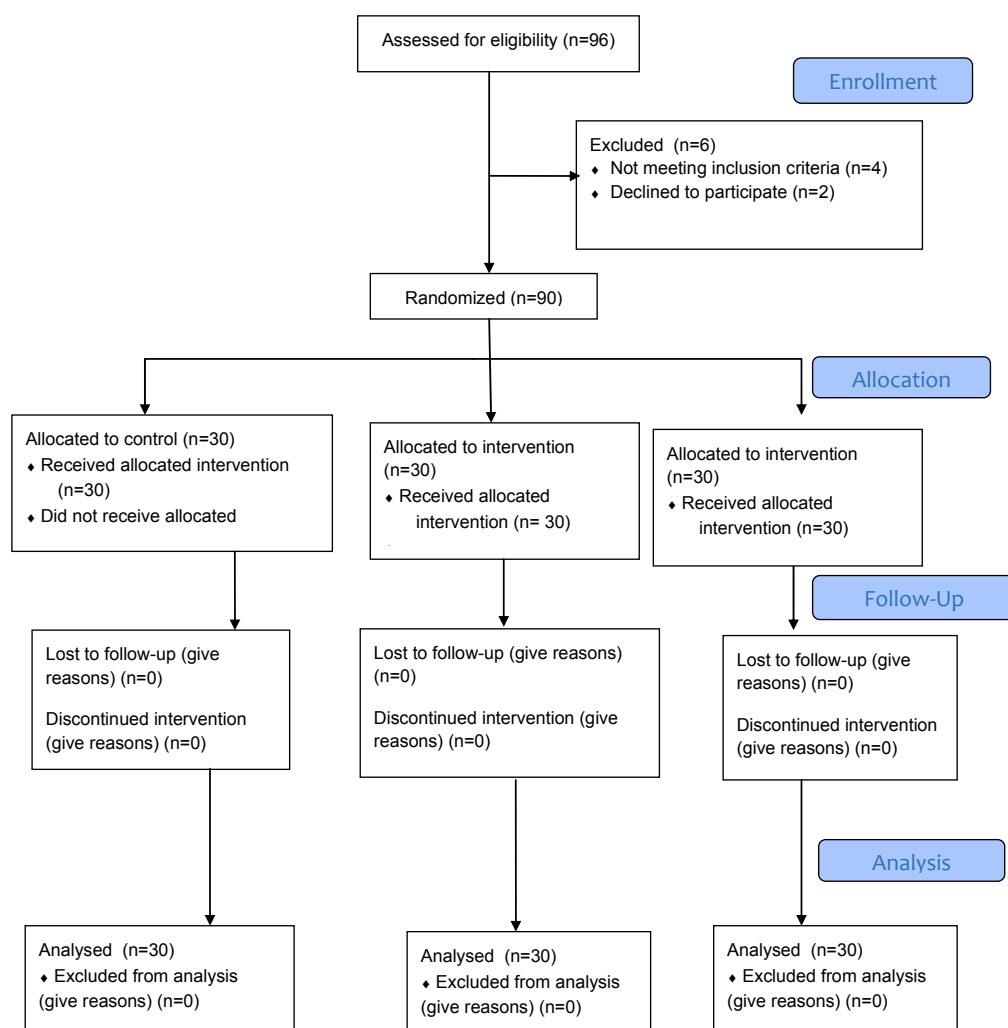 Assessed for eligibility (n=96)
Enrollment
Excluded (n=6)
♦ Not meeting inclusion criteria (n=4)
♦ Declined to participate (n=2)
Randomized (n=90)
Allocation
Allocated to control (n=30)
♦ Received allocated intervention
(n=30)
♦ Did not receive allocated
Allocated to intervention
(n=30)
♦ Received allocated
intervention (n= 30)
.
Allocated to intervention
(n=30)
♦ Received allocated
intervention (n=30)
Follow-Up
Lost to follow-up (give
reasons) (n=0)
Discontinued intervention
(give reasons) (n=0)
Lost to follow-up (give reasons)
(n=0)
Discontinued intervention (give
reasons) (n=0)
Lost to follow-up (give
reasons) (n=0)
Discontinued intervention
(give reasons) (n=0)
Analysis
Analysed (n=30)
♦ Excluded from analysis
(give reasons) (n=0)
Analysed (n=30)
♦ Excluded from analysis
(give reasons) (n=0)
Analysed (n=30)
♦ Excluded from analysis
(give reasons) (n=0)